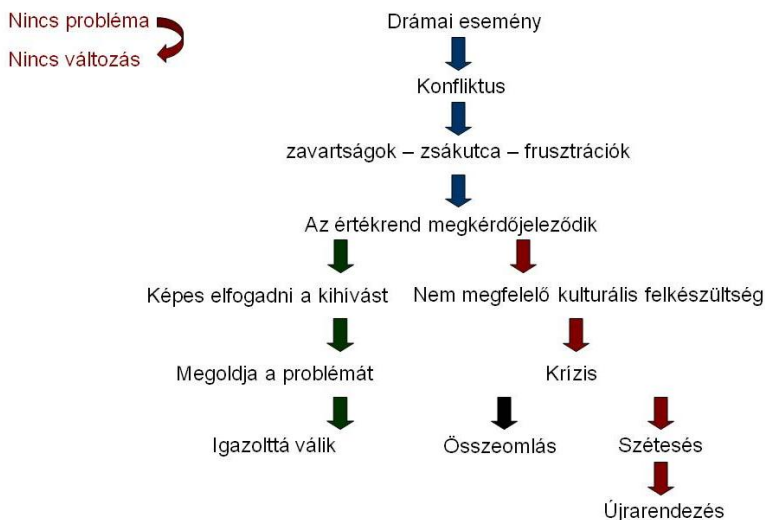 Nincs probléma
Nincs változás
Drámai esemény
Konfliktus
zavartságok – zsákutca – frusztrációk
Az értékrend megkérdőjeleződik
Képes elfogadni a kihívást
Nem megfelelő kulturális felkészültség
Megoldja a problémát
Krízis
Igazolttá válik
Összeomlás
Szétesés
Újrarendezés